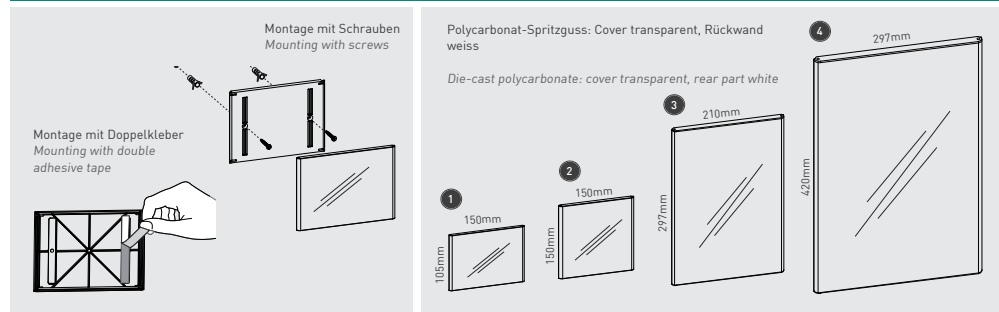 Montage mit Schrauben
Mounting with screws
Montage mit Doppelkleber
Mounting with double
adhesive tape
Polycarbonat-Spritzguss: Cover transparent, Rückwand
weiss
Die-cast polycarbonate: cover transparent, rear part white
1
150mm
105mm
2
150mm
150mm
3
210mm
297mm
4
297mm
420mm